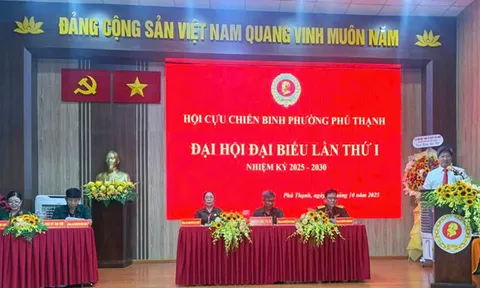 ĐẢNG CỘNG SẢN VIỆT NAM QUANG VINH MUÔN NĂM
HỘI CỰU CHIẾN BINH PHƯỜNG PHÚ THẠNH
ĐẠI HỘI ĐẠI BIỂU LẦN THỨ I
NHIỆM KỲ 2025 - 2030
Phú Thạnh, ngày 10 năm 2025